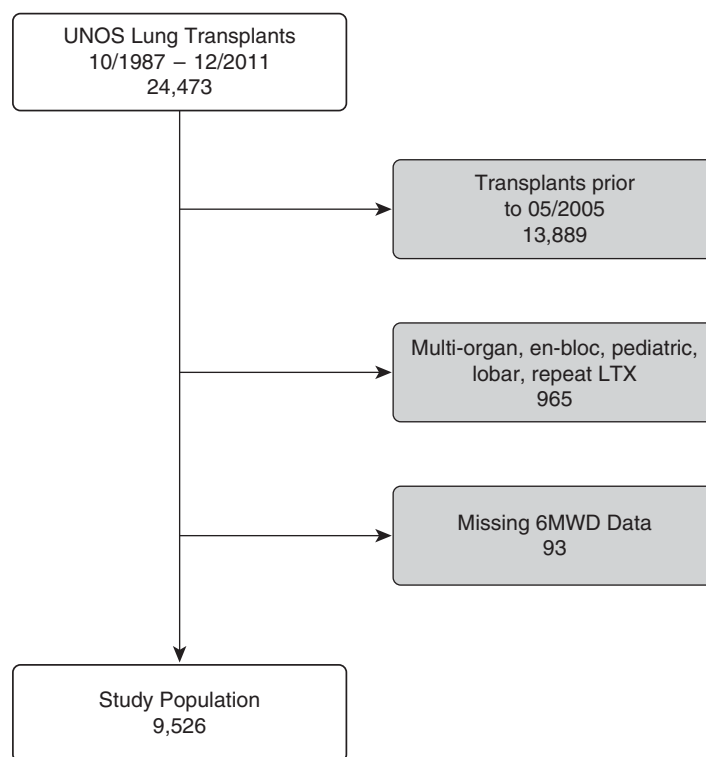 UNOS Lung Transplants
10/1987 – 12/2011
24,473
Transplants prior
to 05/2005
13,889
Multi-organ, en-bloc, pediatric,
lobar, repeat LTX
965
Missing 6MWD Data
93
Study Population
9,526